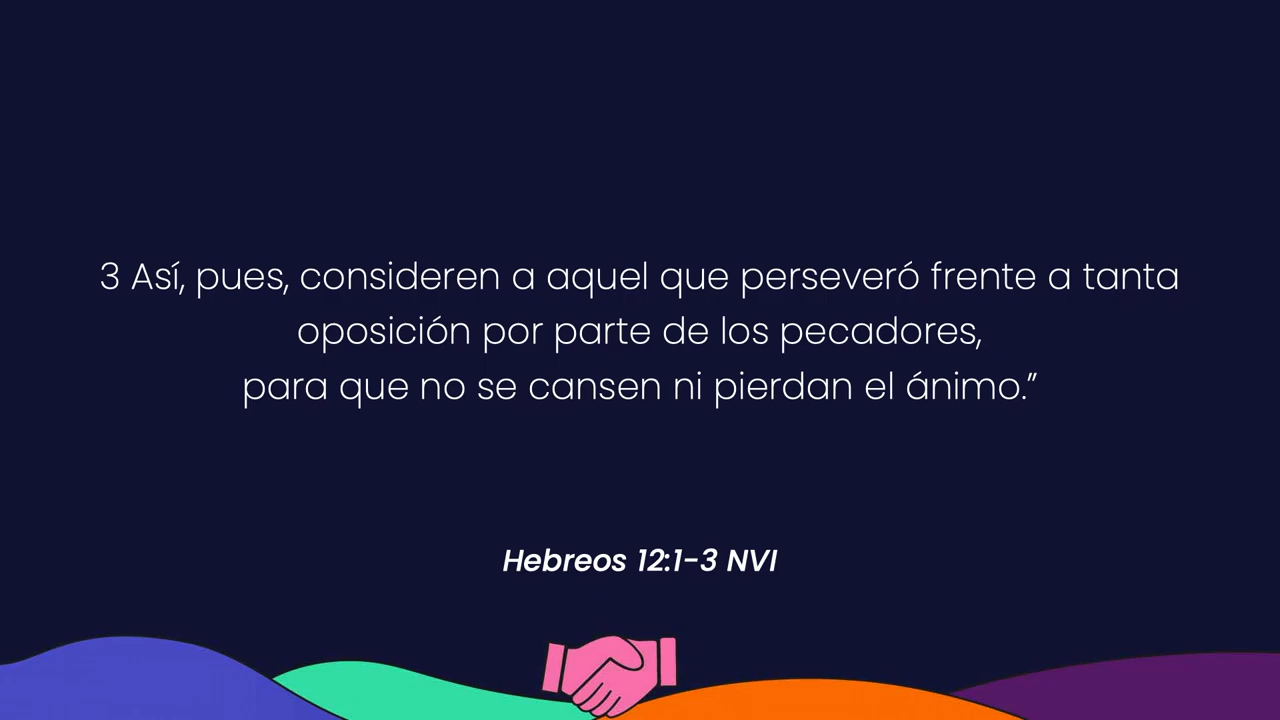 3 Así, pues, consideren a aquel que perseveró frente a tanta
oposición por parte de los pecadores,
para que no se cansen ni pierdan el ánimo.”
Hebreos 12:1-3 NVI